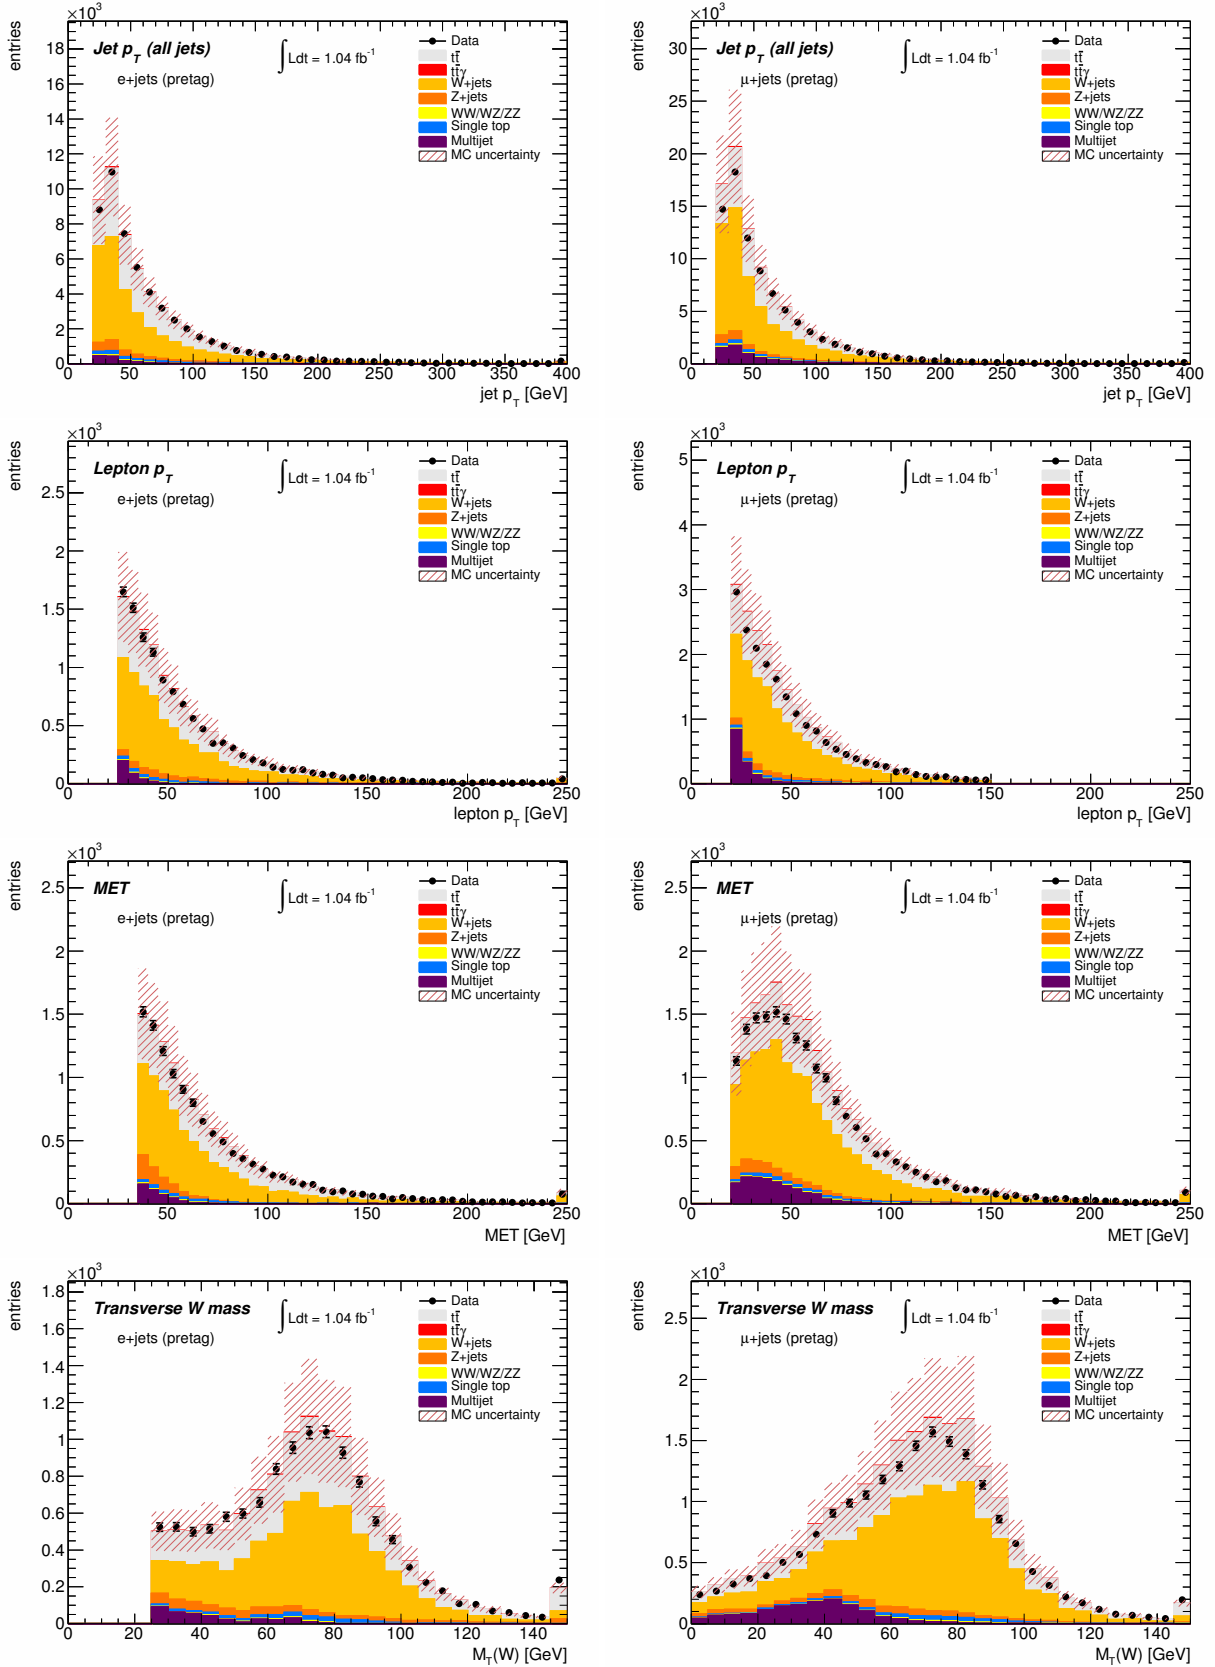 ×10³
entries
Jet p_T (all jets)
e+jets (pretag)
∫ Ldt = 1.04 fb⁻¹
Data
tt̄
tt̄γ
W+jets
Z+jets
WW/WZ/ZZ
Single top
Multijet
MC uncertainty
18
16
14
12
10
8
6
4
2
0
0 50 100 150 200 250 300 350 400
jet p_T [GeV]
×10³
entries
Jet p_T (all jets)
μ+jets (pretag)
∫ Ldt = 1.04 fb⁻¹
Data
tt̄
tt̄γ
W+jets
Z+jets
WW/WZ/ZZ
Single top
Multijet
MC uncertainty
30
25
20
15
10
5
0
0 50 100 150 200 250 300 350 400
jet p_T [GeV]
×10³
entries
Lepton p_T
e+jets (pretag)
∫ Ldt = 1.04 fb⁻¹
Data
tt̄
tt̄γ
W+jets
Z+jets
WW/WZ/ZZ
Single top
Multijet
MC uncertainty
2.5
2
1.5
1
0.5
0
0 50 100 150 200 250
lepton p_T [GeV]
×10³
entries
Lepton p_T
μ+jets (pretag)
∫ Ldt = 1.04 fb⁻¹
Data
tt̄
tt̄γ
W+jets
Z+jets
WW/WZ/ZZ
Single top
Multijet
MC uncertainty
5
4
3
2
1
0
0 50 100 150 200 250
lepton p_T [GeV]
×10³
entries
MET
e+jets (pretag)
∫ Ldt = 1.04 fb⁻¹
Data
tt̄
tt̄γ
W+jets
Z+jets
WW/WZ/ZZ
Single top
Multijet
MC uncertainty
2.5
2
1.5
1
0.5
0
0 50 100 150 200 250
MET [GeV]
×10³
entries
MET
μ+jets (pretag)
∫ Ldt = 1.04 fb⁻¹
Data
tt̄
tt̄γ
W+jets
Z+jets
WW/WZ/ZZ
Single top
Multijet
MC uncertainty
2.5
2
1.5
1
0.5
0
0 50 100 150 200 250
MET [GeV]
×10³
entries
Transverse W mass
e+jets (pretag)
∫ Ldt = 1.04 fb⁻¹
Data
tt̄
tt̄γ
W+jets
Z+jets
WW/WZ/ZZ
Single top
Multijet
MC uncertainty
1.8
1.6
1.4
1.2
1
0.8
0.6
0.4
0.2
0
0 20 40 60 80 100 120 140
M_T(W) [GeV]
×10³
entries
Transverse W mass
μ+jets (pretag)
∫ Ldt = 1.04 fb⁻¹
Data
tt̄
tt̄γ
W+jets
Z+jets
WW/WZ/ZZ
Single top
Multijet
MC uncertainty
2.5
2
1.5
1
0.5
0
0 20 40 60 80 100 120 140
M_T(W) [GeV]